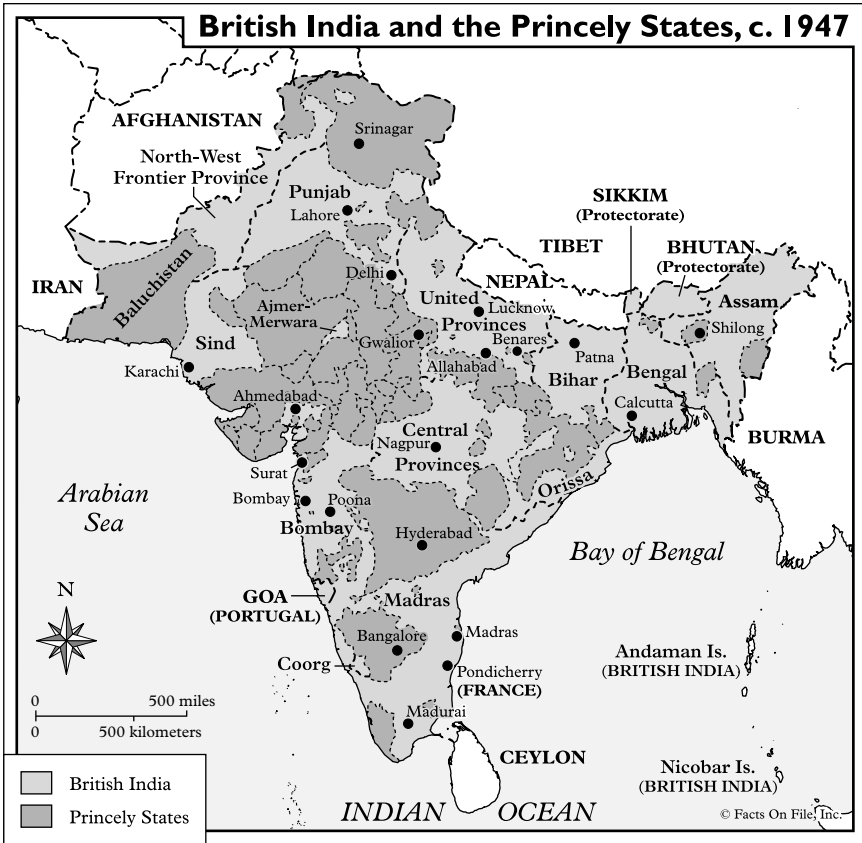 British India and the Princely States, c. 1947
AFGHANISTAN
Srinagar
North-West
Frontier Province
Punjab
Lahore
SIKKIM
(Protectorate)
TIBET
BHUTAN
(Protectorate)
IRAN
Baluchistan
Delhi
NEPAL
United
Provinces
Lucknow
Assam
Ajmer-
Merwara
Sind
Gwalior
Benares
Shilong
Karachi
Allahabad
Patna
Bihar
Bengal
Ahmedabad
Calcutta
Central
Provinces
Nagpur
BURMA
Surat
Orissa
Arabian
Sea
Bombay
Poona
Bombay
Hyderabad
Bay of Bengal
N
GOA
(PORTUGAL)
Madras
Bangalore
Madras
Coorg
Pondicherry
(FRANCE)
Andaman Is.
(BRITISH INDIA)
0 500 miles
0 500 kilometers
Madurai
CEYLON
Nicobar Is.
(BRITISH INDIA)
British India
Princely States
INDIAN OCEAN
© Facts On File, Inc.